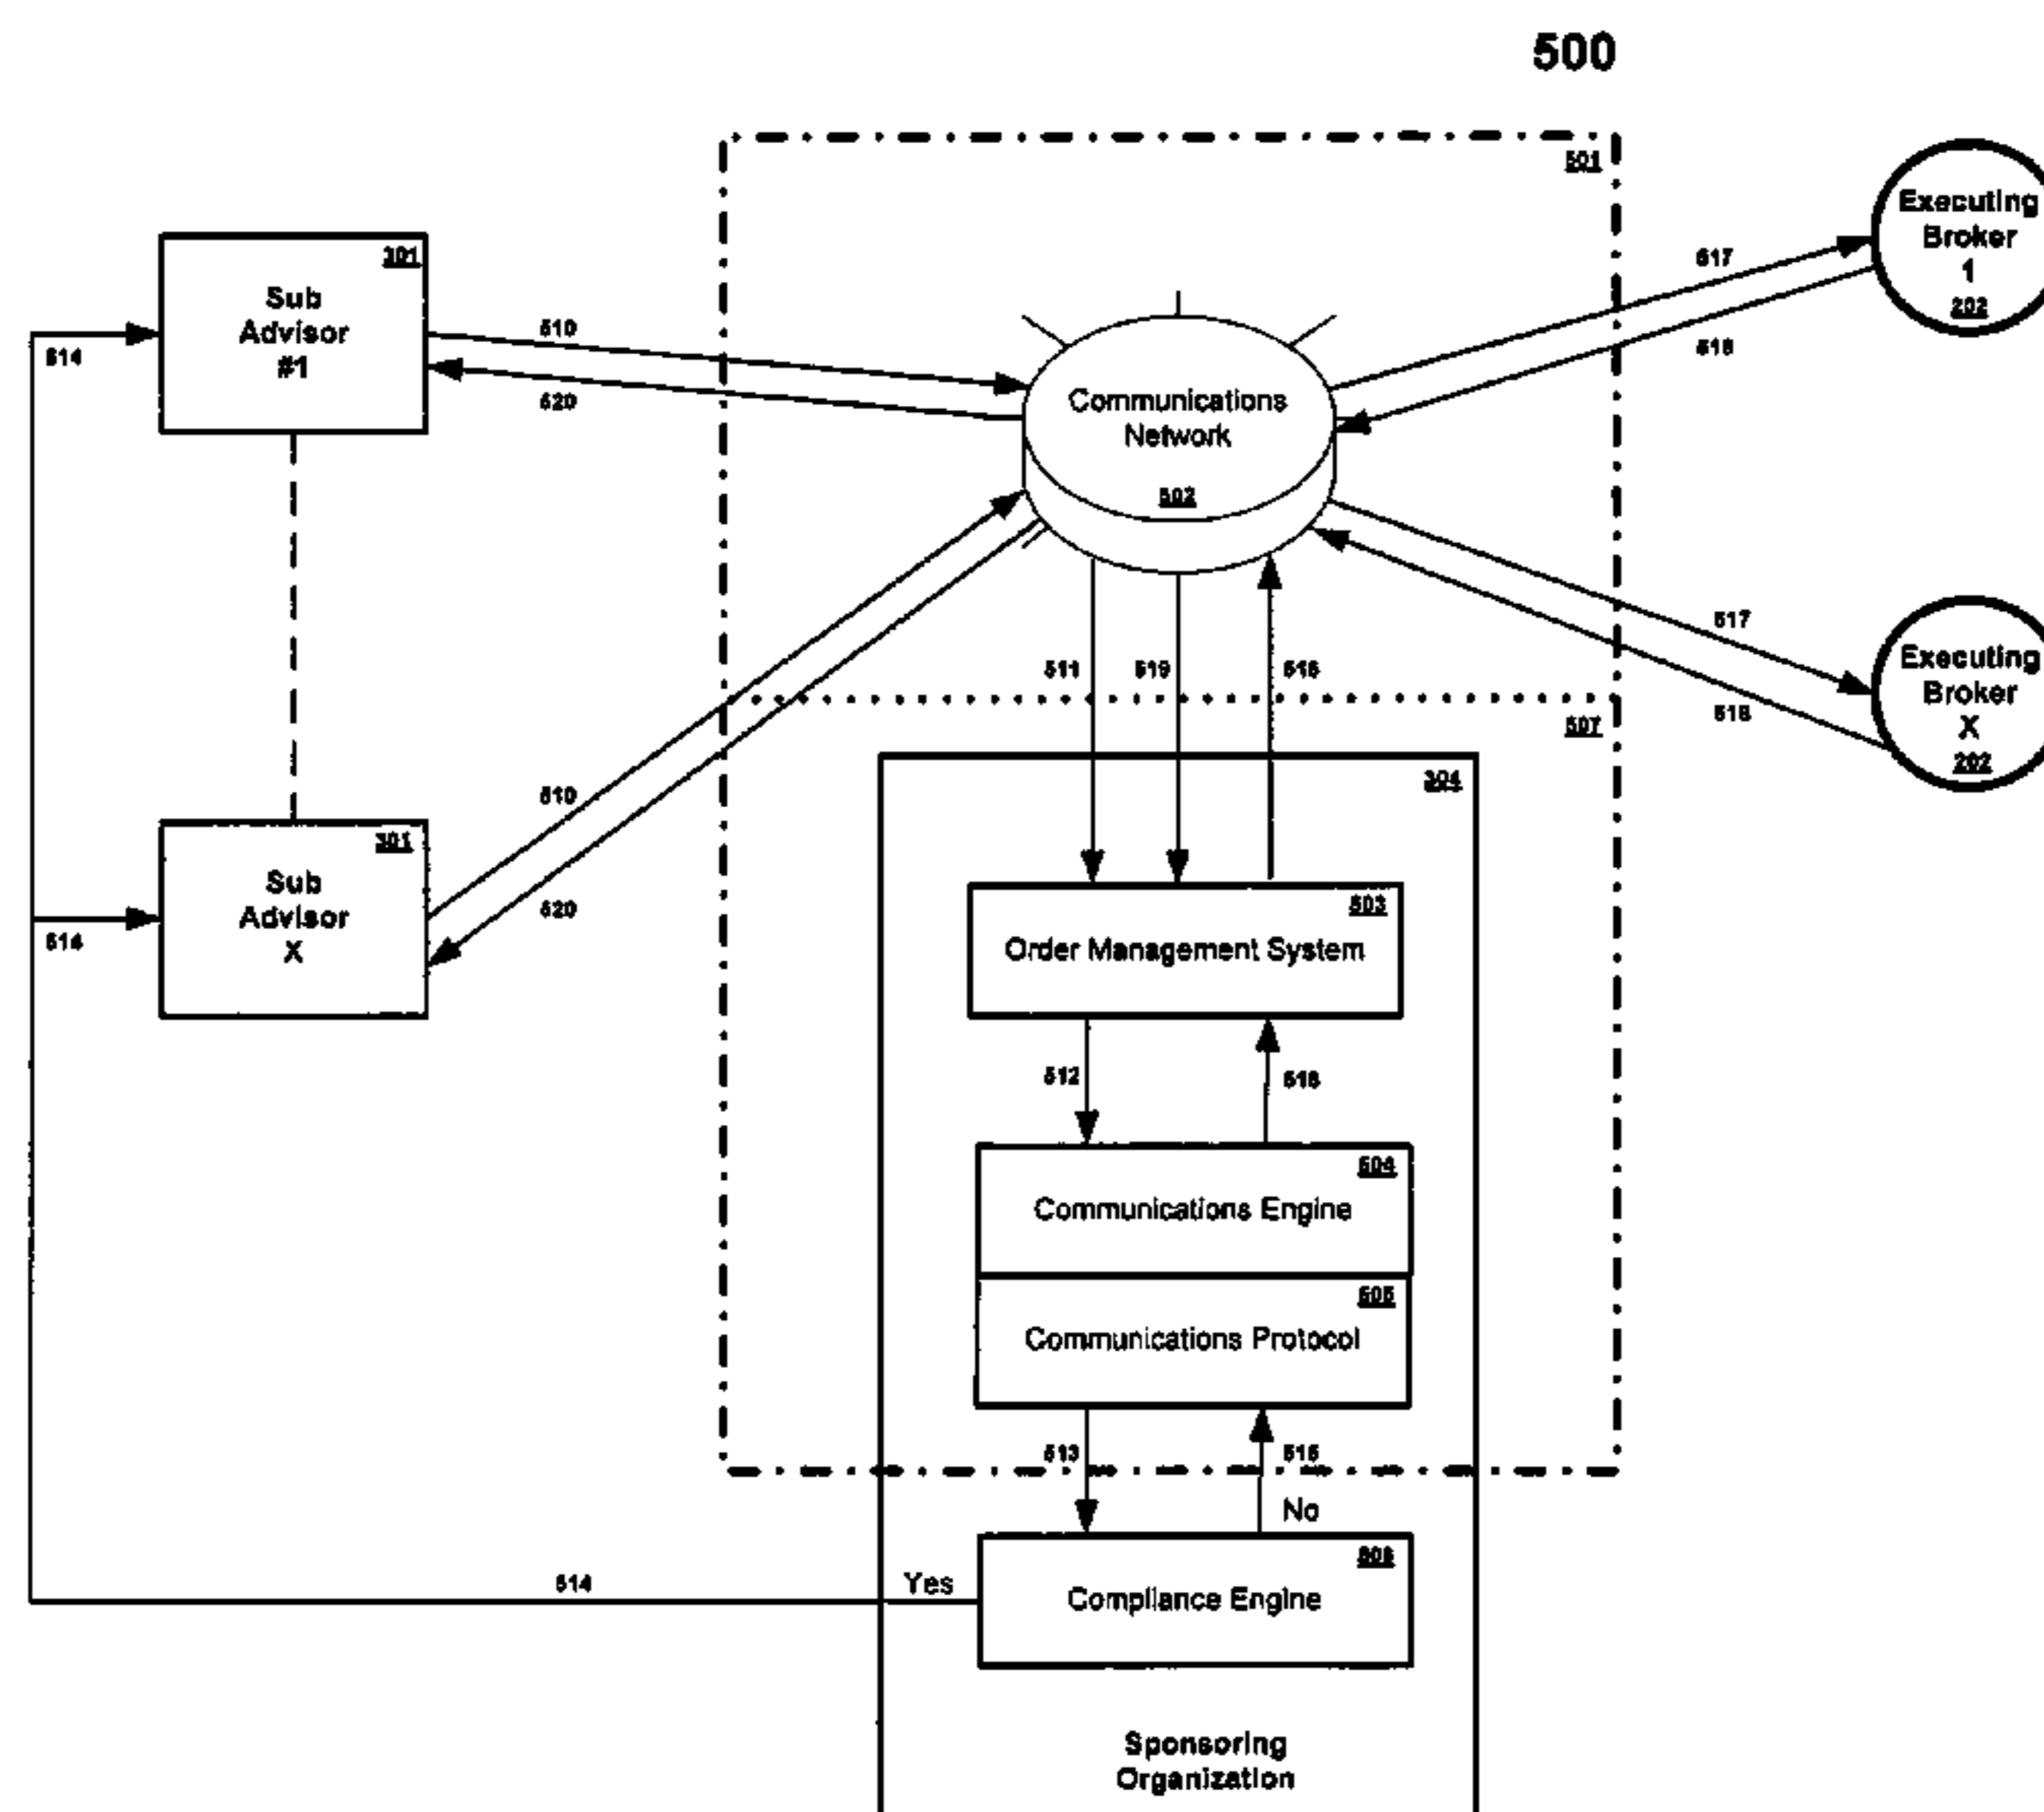 500
501
Executing
Broker
1
202
301
Sub
Advisor
#1
517
518
510
514
520
Communications
Network
502
517
Executing
Broker
X
202
518
511
519
507
304
510
301
Sub
Advisor
X
520
514
503
Order Management System
512
504
Communications Engine
505
Communications Protocol
513
515
No
Compliance Engine
Yes
514
Sponsoring
Organization